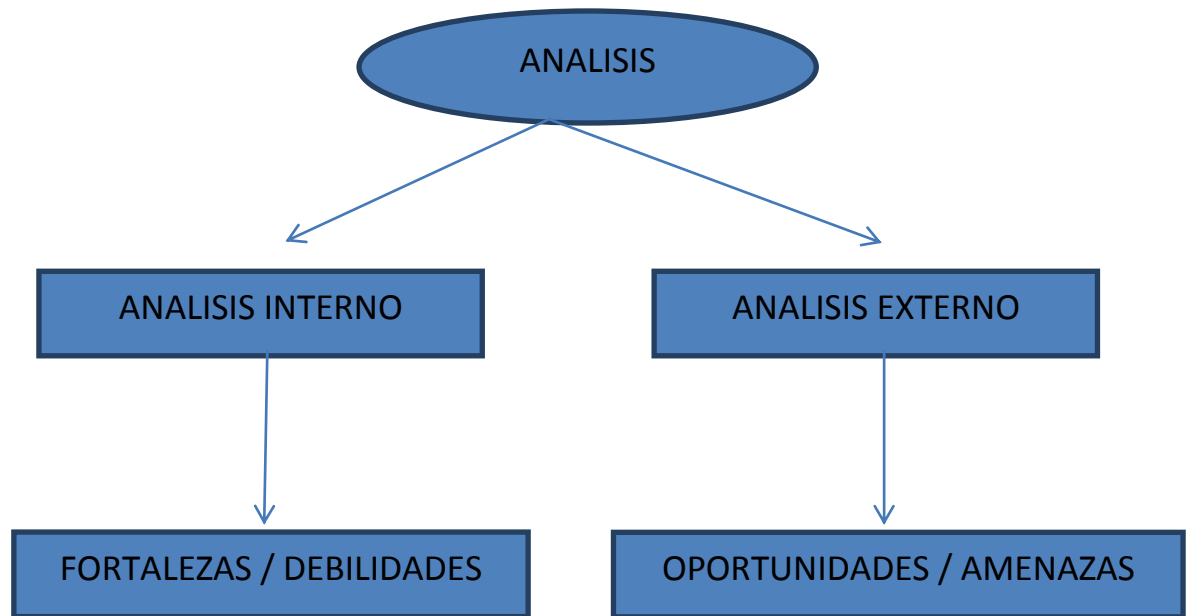 ANALISIS
ANALISIS INTERNO
ANALISIS EXTERNO
FORTALEZAS / DEBILIDADES
OPORTUNIDADES / AMENAZAS